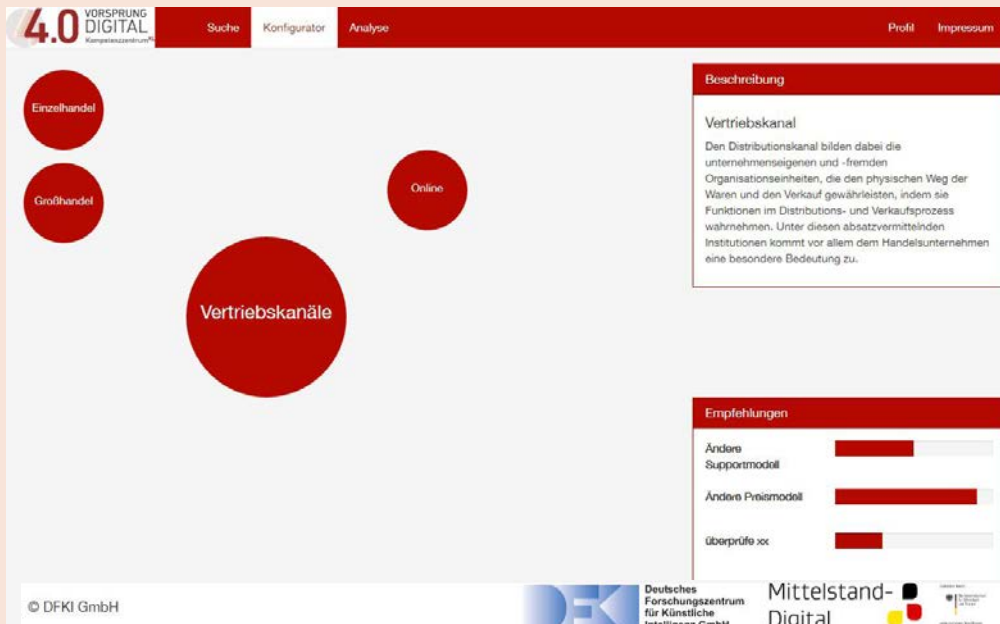 4.0 VORSPRUNG
DIGITAL
Kompetenzzentrum
Suche Konfigurator Analyse Profil Impressum
Einzelhandel
Großhandel
Online
Vertriebskanäle
Beschreibung
Vertriebskanal
Den Distributionskanal bilden dabei die
unternehmenseigenen und -fremden
Organisationseinheiten, die den physischen Weg der
Waren und den Verkauf gewährleisten, indem sie
Funktionen im Distributions- und Verkaufsprozess
wahrnehmen. Unter diesen absatzvermittelnden
Institutionen kommt vor allem dem Handelsunternehmen
eine besondere Bedeutung zu.
Empfehlungen
Ändere
Supportmodell
Ändere Preismodell
überprüfe xx
© DFKI GmbH
Deutsches
Forschungszentrum
für Künstliche
Intelligenz GmbH
Mittelstand-
Digital